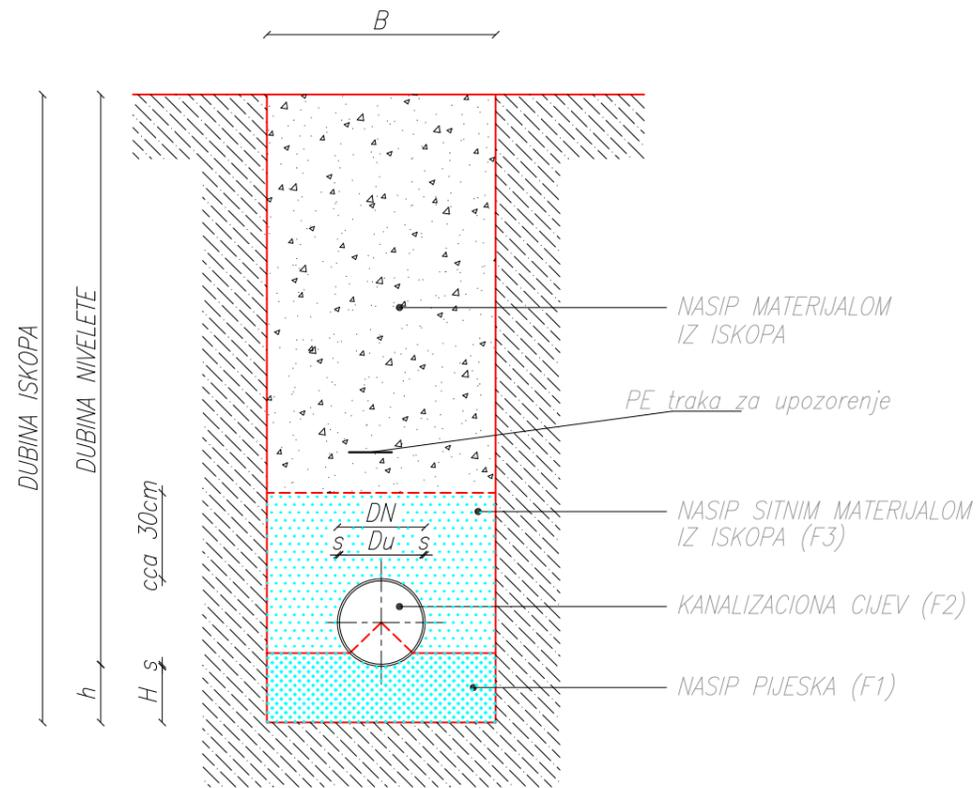 B
DUBINA ISKOPA
DUBINA NIVELETE
NASIP MATERIJALOM
IZ ISKOPA
PE traka za upozorenje
cca 30cm
DN
s Du s
NASIP SITNIM MATERIJALOM
IZ ISKOPA (F3)
KANALIZACIONA CIJEV (F2)
h
H s
NASIP PIJESKA (F1)